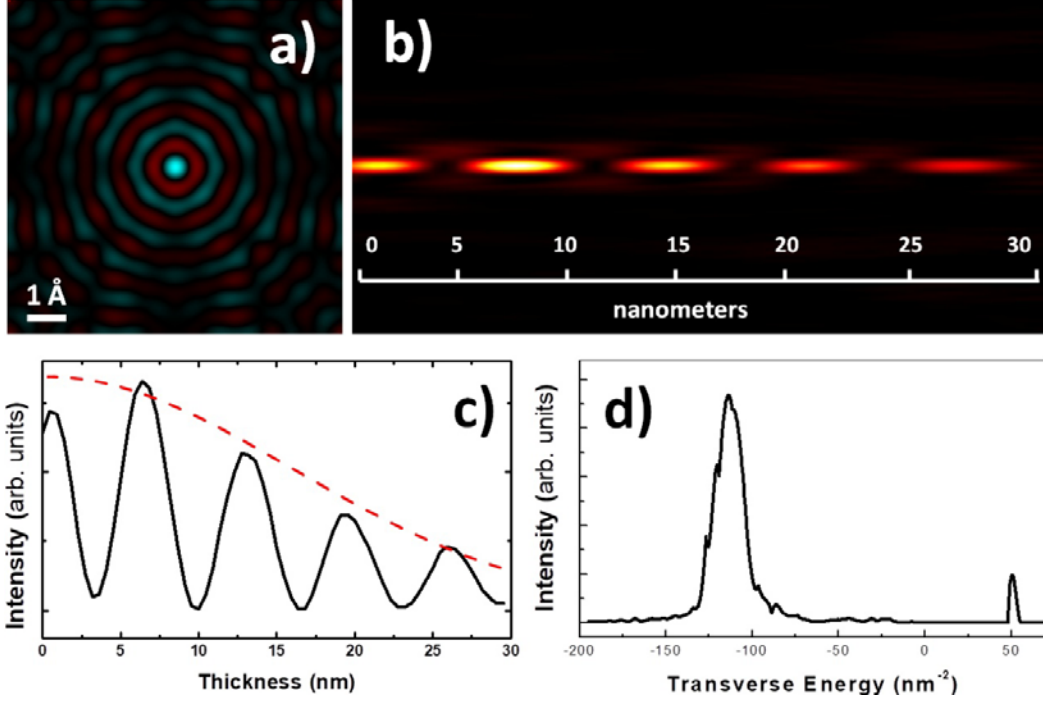 a)
1 Å
b)
0 5 10 15 20 25 30
nanometers
c)
Intensity (arb. units)
0 5 10 15 20 25 30
Thickness (nm)
d)
Intensity (arb. units)
-200 -150 -100 -50 0 50
Transverse Energy (nm⁻²)